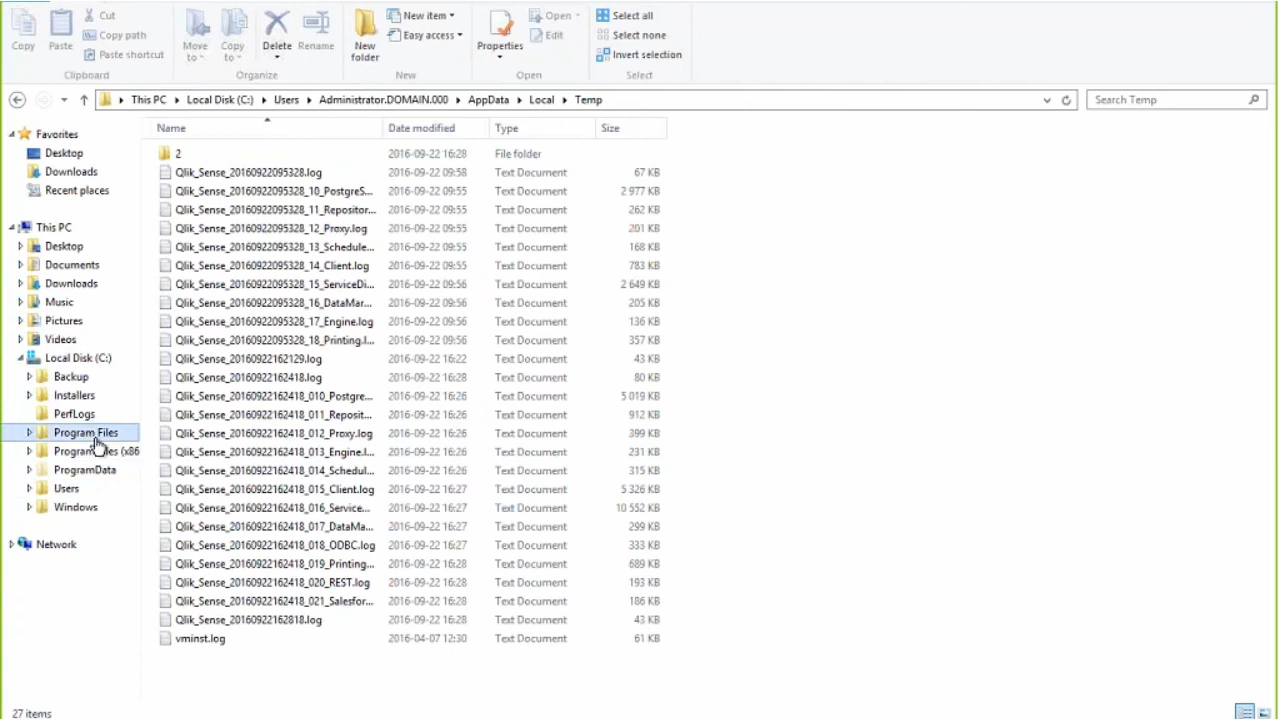 Copy
Paste
Cut
Copy path
Paste shortcut
Clipboard
Move to
Copy to
Delete
Rename
Organize
New folder
New item
Easy access
New
Properties
Open
Edit
Open
Select all
Select none
Invert selection
Select
This PC Local Disk (C:) Users Administrator.DOMAIN.000 AppData Local Temp
Search Temp
Favorites
Desktop
Downloads
Recent places
This PC
Desktop
Documents
Downloads
Music
Pictures
Videos
Local Disk (C:)
Backup
Installers
PerfLogs
Program Files
Program Files (x86
ProgramData
Users
Windows
Network
Name Date modified Type Size
2 2016-09-22 16:28 File folder
Qlik_Sense_20160922095328.log 2016-09-22 09:58 Text Document 67 KB
Qlik_Sense_20160922095328_10_PostgreS... 2016-09-22 09:55 Text Document 2 977 KB
Qlik_Sense_20160922095328_11_Repositor... 2016-09-22 09:55 Text Document 262 KB
Qlik_Sense_20160922095328_12_Proxy.log 2016-09-22 09:55 Text Document 201 KB
Qlik_Sense_20160922095328_13_Schedule... 2016-09-22 09:55 Text Document 168 KB
Qlik_Sense_20160922095328_14_Client.log 2016-09-22 09:55 Text Document 783 KB
Qlik_Sense_20160922095328_15_ServiceDi... 2016-09-22 09:56 Text Document 2 649 KB
Qlik_Sense_20160922095328_16_DataMar... 2016-09-22 09:56 Text Document 205 KB
Qlik_Sense_20160922095328_17_Engine.log 2016-09-22 09:56 Text Document 136 KB
Qlik_Sense_20160922095328_18_Printing.l... 2016-09-22 09:56 Text Document 357 KB
Qlik_Sense_20160922162129.log 2016-09-22 16:22 Text Document 43 KB
Qlik_Sense_20160922162418.log 2016-09-22 16:28 Text Document 80 KB
Qlik_Sense_20160922162418_010_Postgre... 2016-09-22 16:26 Text Document 5 019 KB
Qlik_Sense_20160922162418_011_Reposit... 2016-09-22 16:26 Text Document 912 KB
Qlik_Sense_20160922162418_012_Proxy.log 2016-09-22 16:26 Text Document 399 KB
Qlik_Sense_20160922162418_013_Engine.l... 2016-09-22 16:26 Text Document 231 KB
Qlik_Sense_20160922162418_014_Schedul... 2016-09-22 16:26 Text Document 315 KB
Qlik_Sense_20160922162418_015_Client.log 2016-09-22 16:27 Text Document 5 326 KB
Qlik_Sense_20160922162418_016_Service... 2016-09-22 16:27 Text Document 10 552 KB
Qlik_Sense_20160922162418_017_DataMa... 2016-09-22 16:27 Text Document 299 KB
Qlik_Sense_20160922162418_018_ODBC.log 2016-09-22 16:27 Text Document 333 KB
Qlik_Sense_20160922162418_019_Printing... 2016-09-22 16:28 Text Document 689 KB
Qlik_Sense_20160922162418_020_REST.log 2016-09-22 16:28 Text Document 193 KB
Qlik_Sense_20160922162418_021_Salesfor... 2016-09-22 16:28 Text Document 186 KB
Qlik_Sense_20160922162818.log 2016-09-22 16:28 Text Document 43 KB
vminst.log 2016-04-07 12:30 Text Document 61 KB
27 items